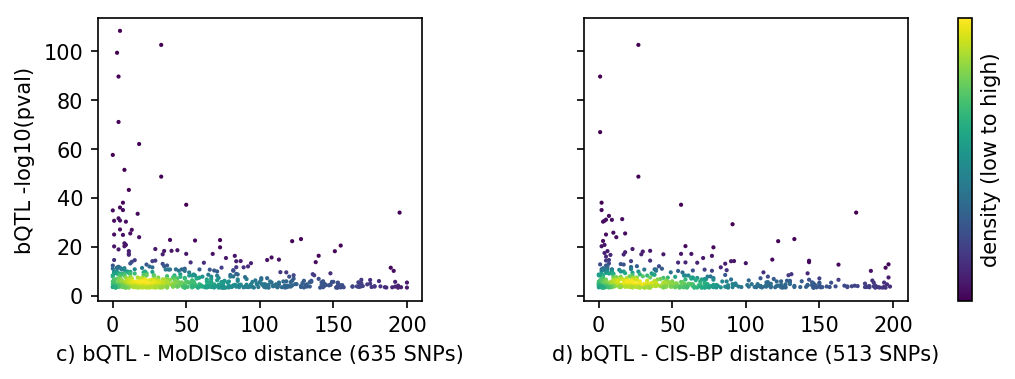 bQTL -log10(pval)
100
80
60
40
20
0
0 50 100 150 200
c) bQTL - MoDISco distance (635 SNPs)
0 50 100 150 200
d) bQTL - CIS-BP distance (513 SNPs)
density (low to high)